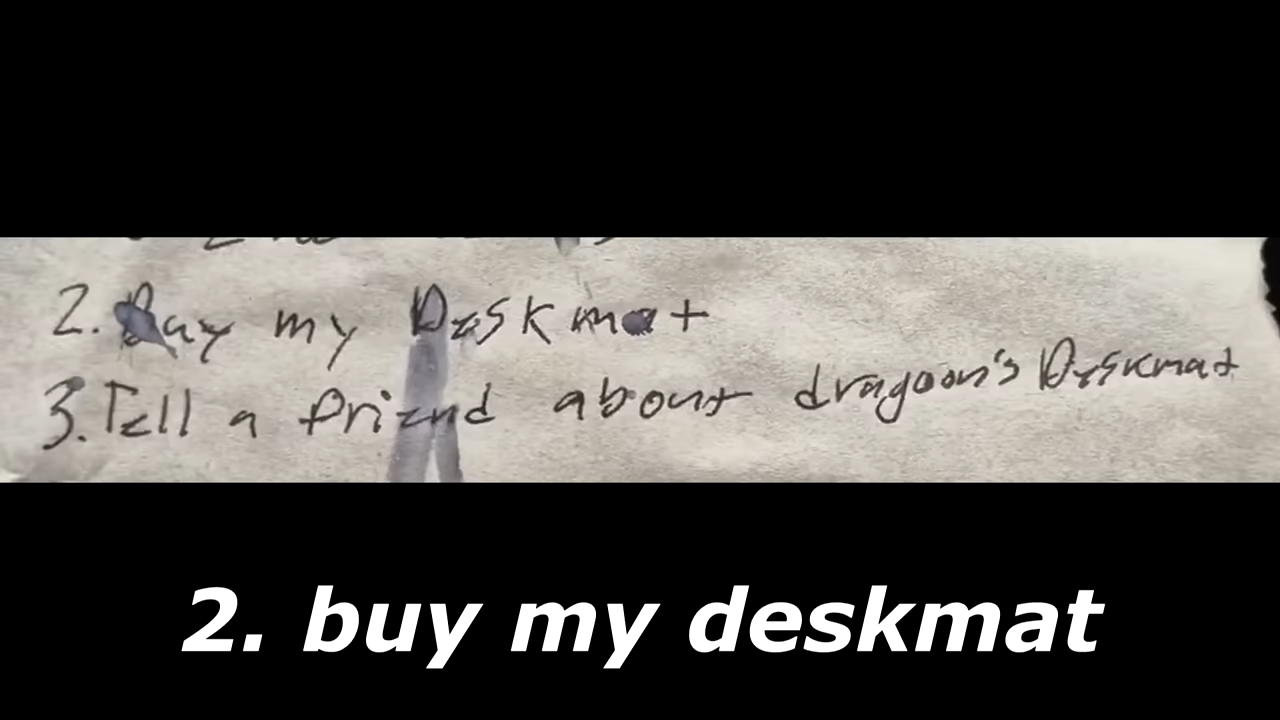 2. Buy my Deskmat
3. Tell a friend about dragoon's Deskmat
2. buy my deskmat